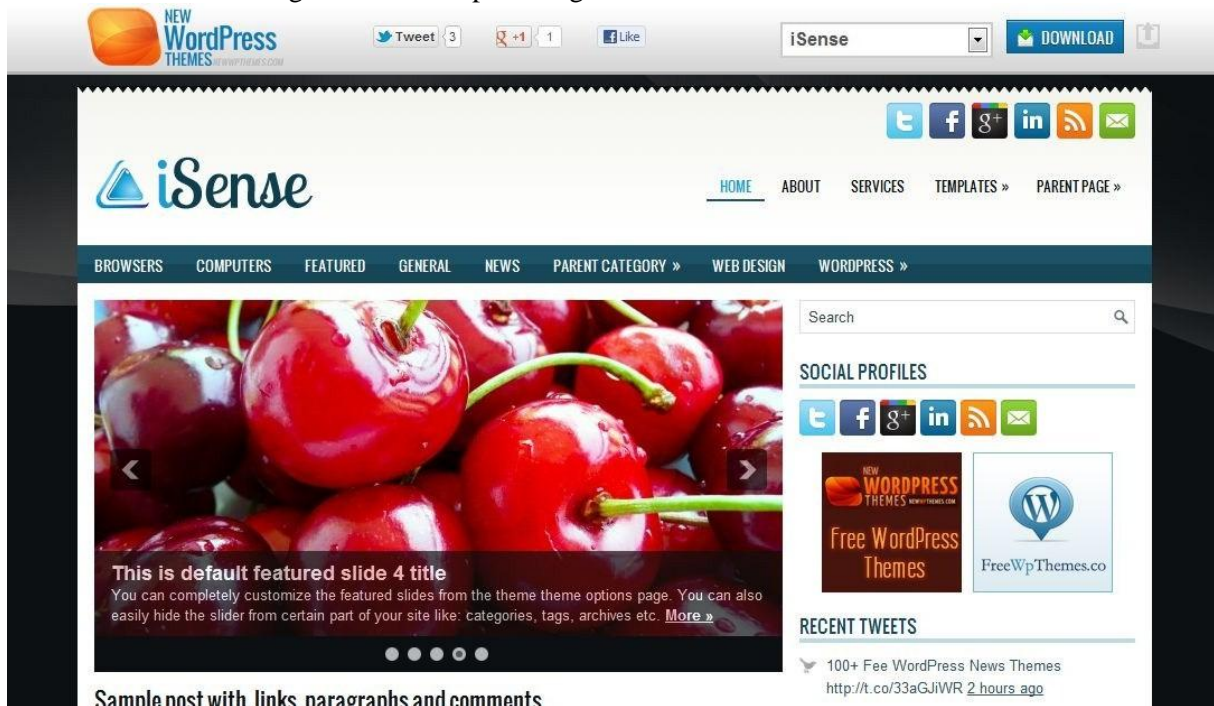 NEW
WordPress
THEMES NEWWPTHEMES.COM
Tweet 3
+1 1
Like
iSense
DOWNLOAD
iSense
HOME ABOUT SERVICES TEMPLATES » PARENT PAGE »
BROWSERS COMPUTERS FEATURED GENERAL NEWS PARENT CATEGORY » WEB DESIGN WORDPRESS »
Search
SOCIAL PROFILES
NEW
WORDPRESS
THEMES NEWWPTHEMES.COM
Free WordPress
Themes
FreeWpThemes.co
This is default featured slide 4 title
You can completely customize the featured slides from the theme theme options page. You can also
easily hide the slider from certain part of your site like: categories, tags, archives etc. More »
RECENT TWEETS
100+ Fee WordPress News Themes
http://t.co/33aGJiWR 2 hours ago
Sample post with links, paragraphs and comments